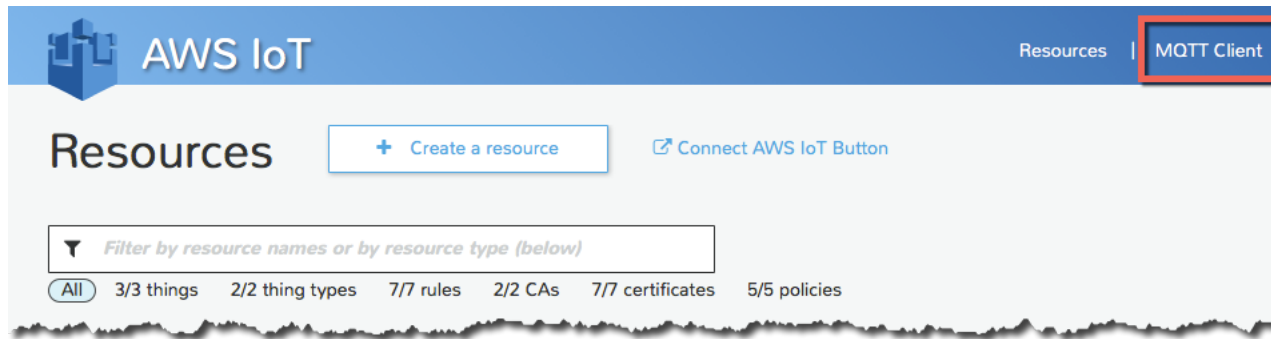 AWS IoT
Resources | MQTT Client
Resources
+ Create a resource
Connect AWS IoT Button
Filter by resource names or by resource type (below)
All 3/3 things 2/2 thing types 7/7 rules 2/2 CAs 7/7 certificates 5/5 policies